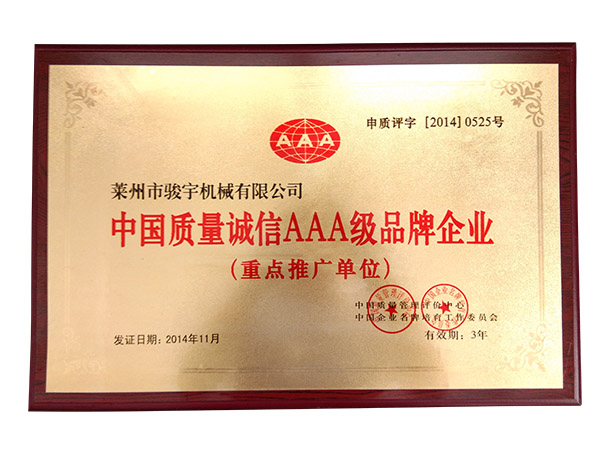 AAA
申质评字 [2014] 0525号
莱州市骏宇机械有限公司
中国质量诚信AAA级品牌企业
(重点推广单位)
中国质量管理评价中心
中国企业名牌培育工作委员会
发证日期: 2014年11月
有效期: 3年